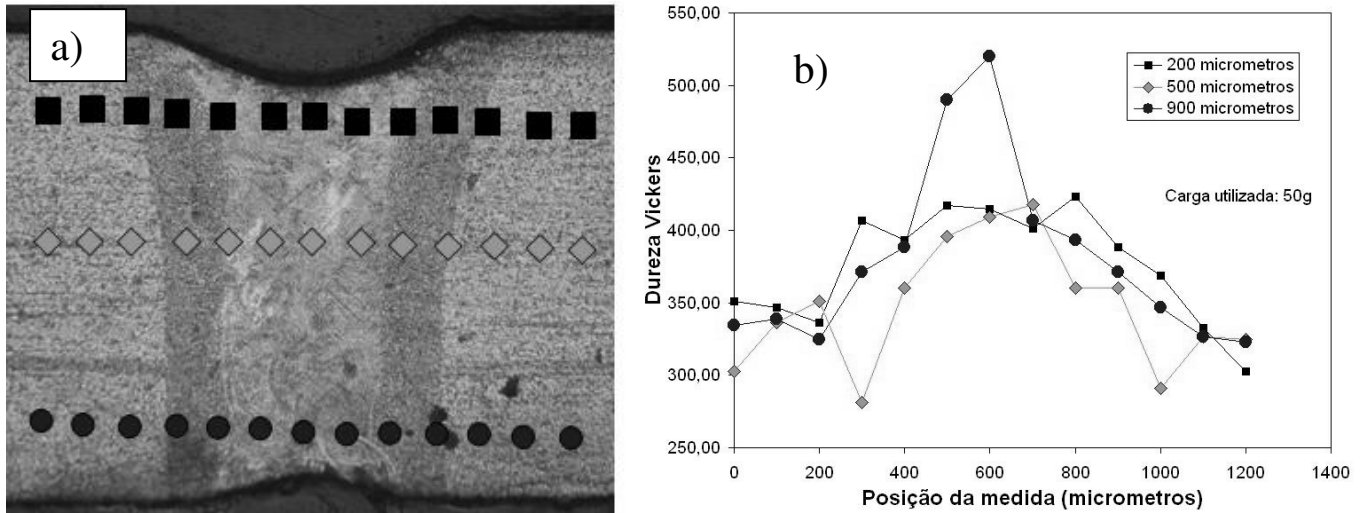 a)
b)
550,00
500,00
450,00
400,00
350,00
300,00
250,00
Dureza Vickers
200 micrometros
500 micrometros
900 micrometros
Carga utilizada: 50g
0 200 400 600 800 1000 1200 1400
Posição da medida (micrometros)